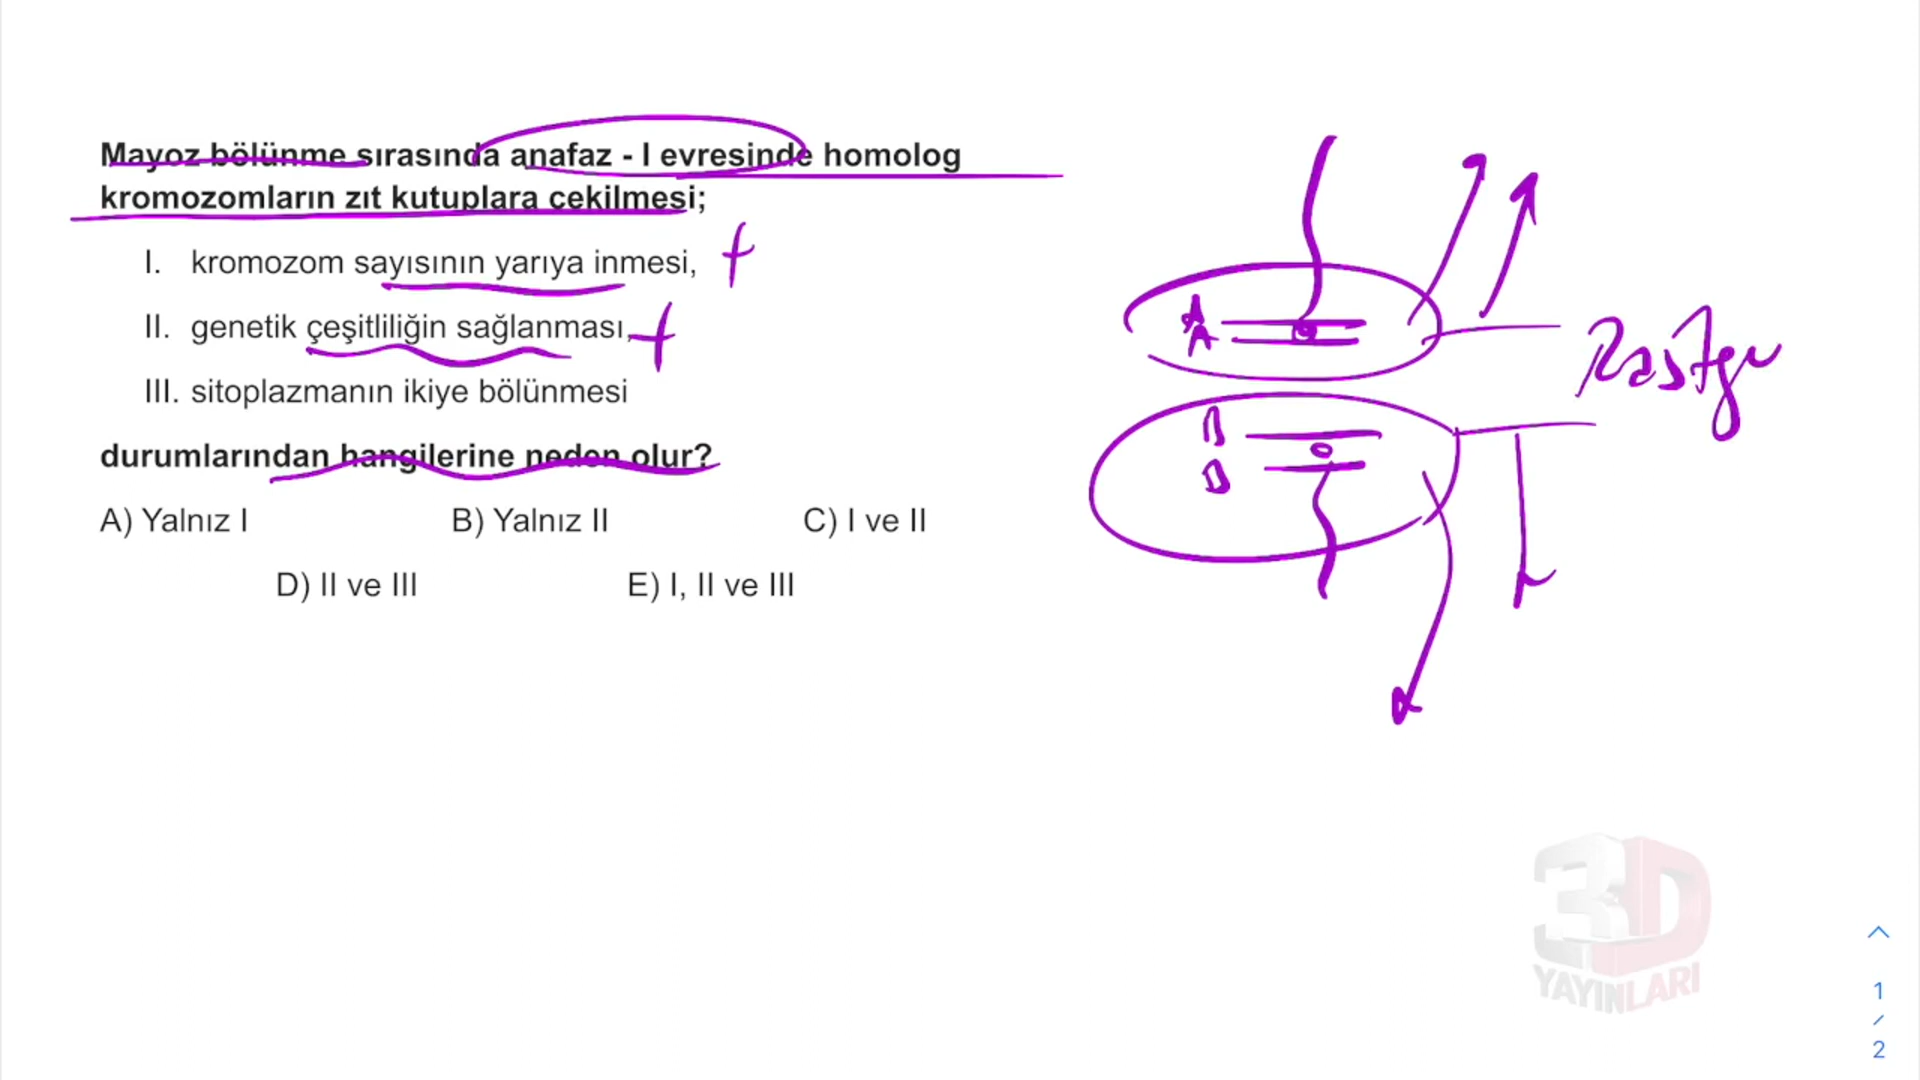 Mayoz bölünme sırasında anafaz - I evresinde homolog
kromozomların zıt kutuplara çekilmesi;
I. kromozom sayısının yarıya inmesi, +
II. genetik çeşitliliğin sağlanması, +
III. sitoplazmanın ikiye bölünmesi
durumlarından hangilerine neden olur?
A) Yalnız I B) Yalnız II C) I ve II
D) II ve III E) I, II ve III
A
A
Rastge
B
B
3D
YAYINLARI
1
/
2